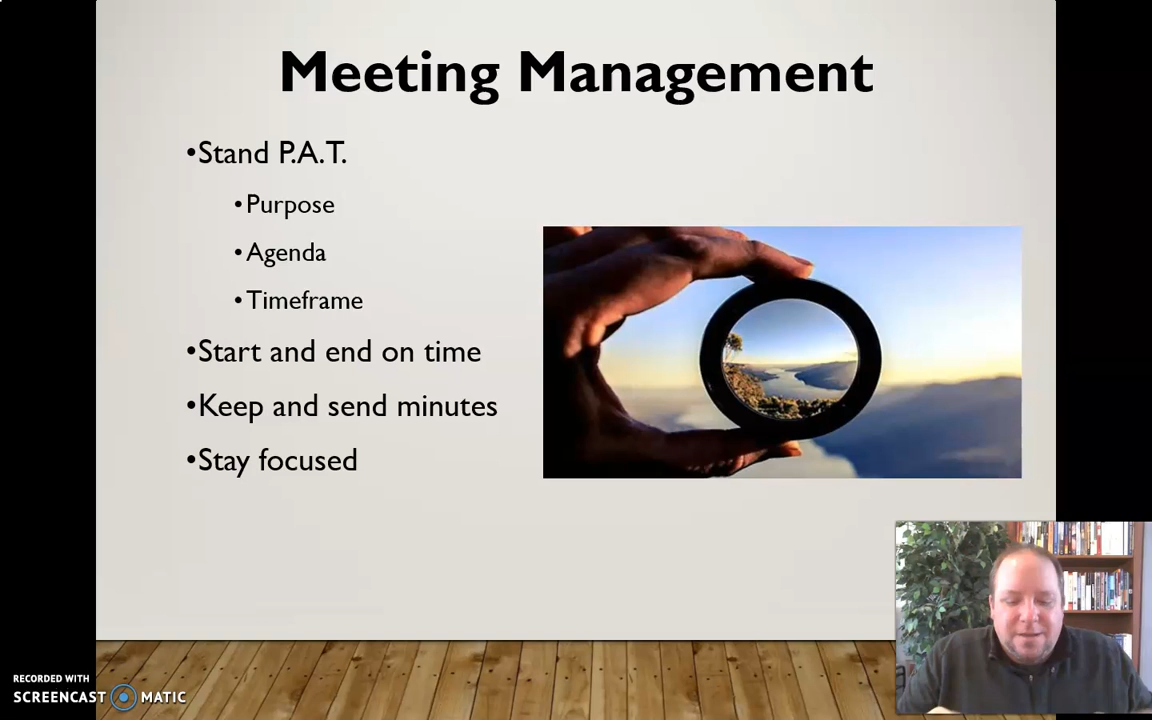 Meeting Management
•Stand P.A.T.
•Purpose
•Agenda
•Timeframe
•Start and end on time
•Keep and send minutes
•Stay focused
RECORDED WITH
SCREENCAST MATIC